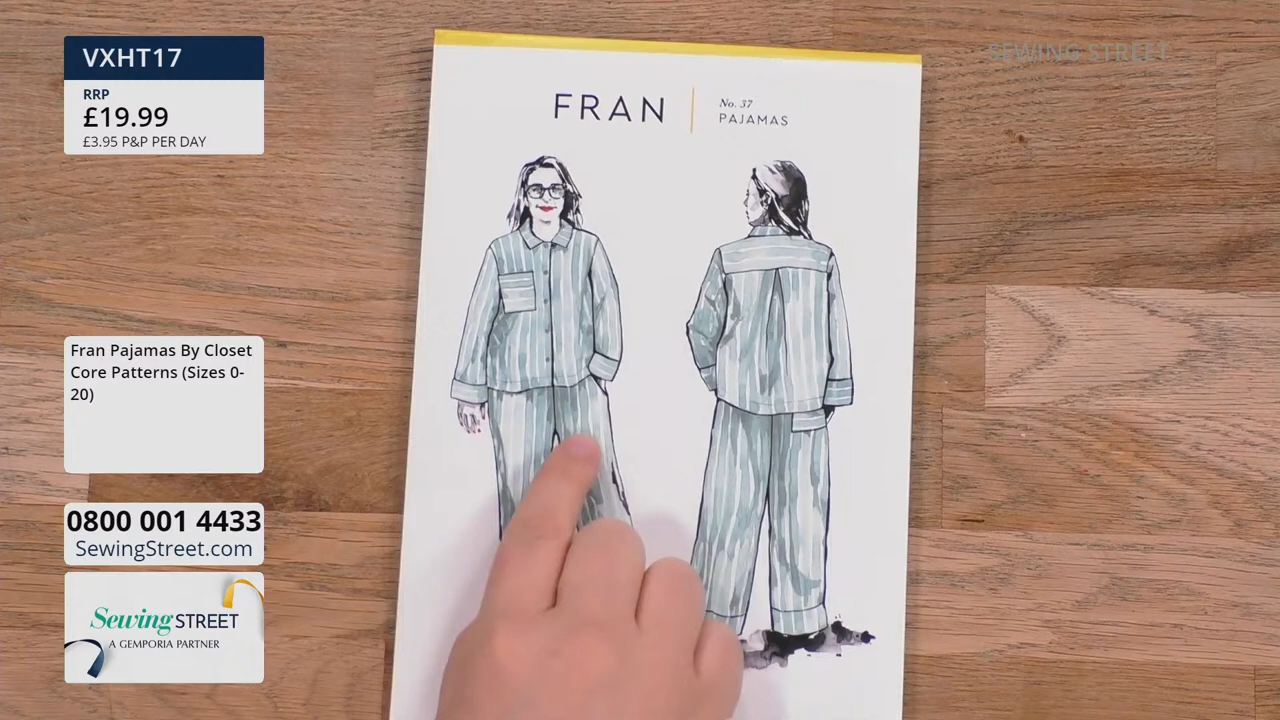 VXHT17
RRP
£19.99
£3.95 P&P PER DAY
SEWING STREET
FRAN
No. 37
PAJAMAS
Fran Pajamas By Closet
Core Patterns (Sizes 0-
20)
0800 001 4433
SewingStreet.com
Sewing STREET
A GEMPORIA PARTNER